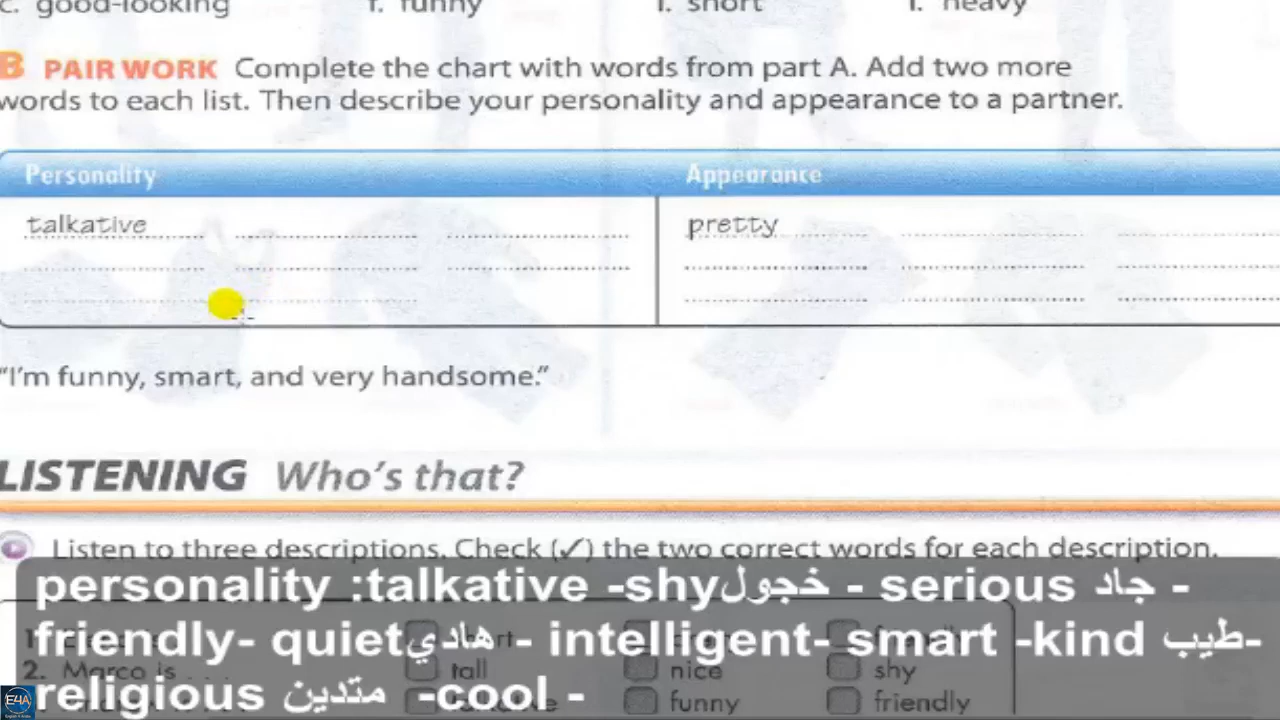 c. good-looking f. funny i. short l. heavy
B PAIR WORK Complete the chart with words from part A. Add two more
words to each list. Then describe your personality and appearance to a partner.
Personality Appearance
talkative pretty
"I'm funny, smart, and very handsome."
LISTENING Who's that?
Listen to three descriptions. Check (✓) the two correct words for each description.
personality :talkative -shyخجول - serious جاد -
friendly- quietهادي - intelligent- smart -kind طيب-
religious متدين -cool -
2. Marco is . . . tall nice shy
funny friendly
E4A